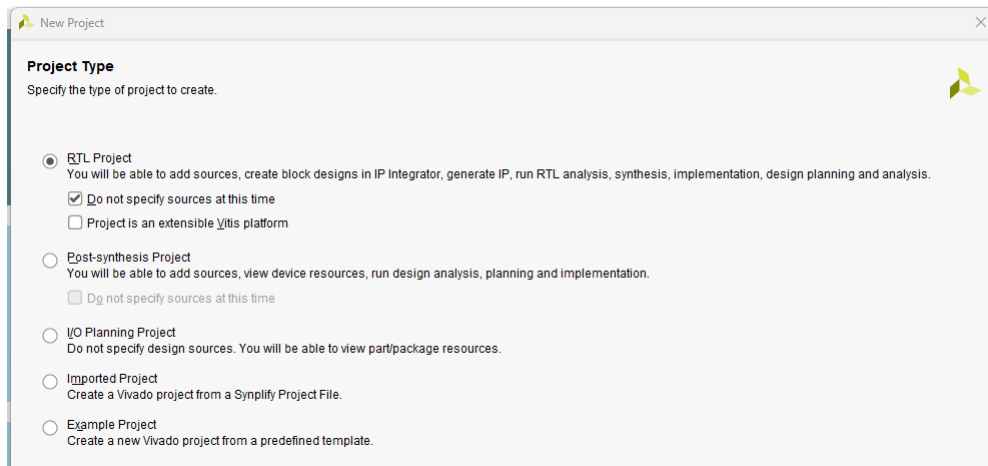 New Project
Project Type
Specify the type of project to create.
RTL Project
You will be able to add sources, create block designs in IP Integrator, generate IP, run RTL analysis, synthesis, implementation, design planning and analysis.
Do not specify sources at this time
Project is an extensible Vitis platform
Post-synthesis Project
You will be able to add sources, view device resources, run design analysis, planning and implementation.
Do not specify sources at this time
I/O Planning Project
Do not specify design sources. You will be able to view part/package resources.
Imported Project
Create a Vivado project from a Synplify Project File.
Example Project
Create a new Vivado project from a predefined template.